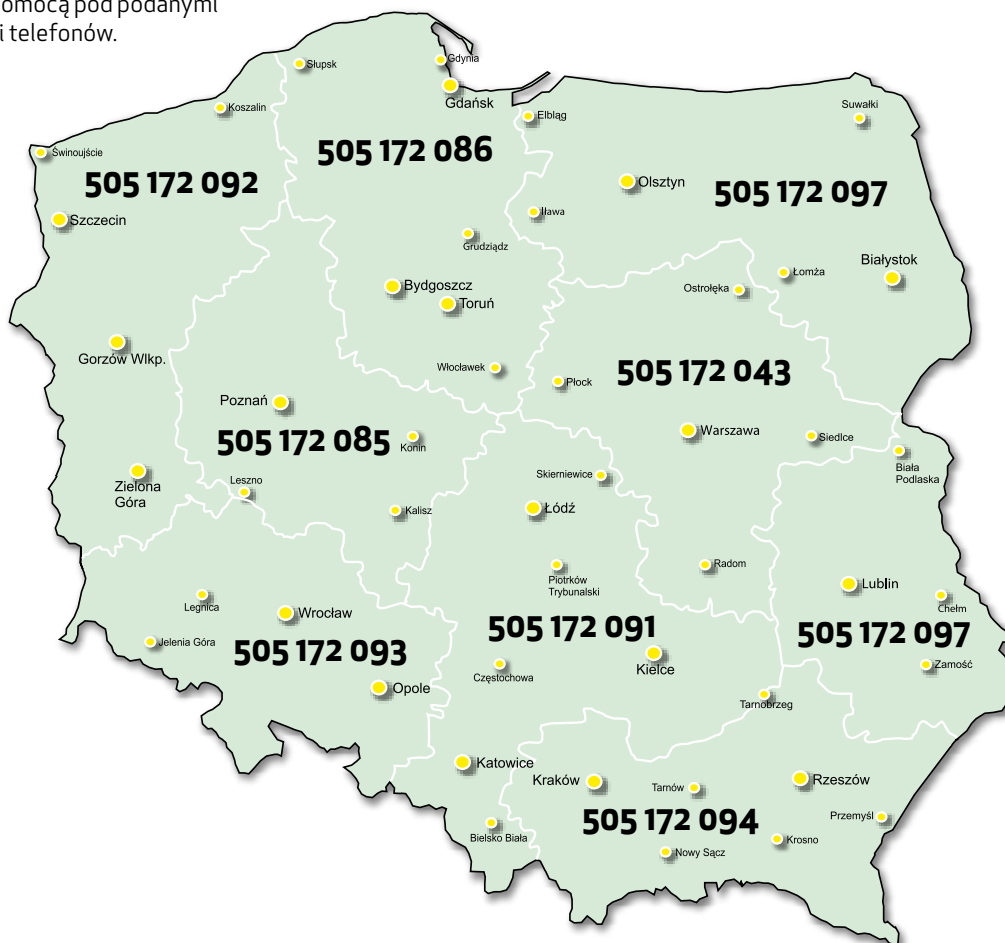 omocą pod podanymi
i telefonów.
Słupsk
Gdynia
Gdańsk
Koszalin
Elbląg
Suwałki
Świnoujście
505 172 086
505 172 092
Olsztyn
505 172 097
Szczecin
Iława
Grudziądz
Białystok
Łomża
Ostrołęka
Bydgoszcz
Toruń
Gorzów Wlkp.
Włocławek
Płock
505 172 043
Poznań
505 172 085
Konin
Warszawa
Siedlce
Biała
Podlaska
Zielona
Góra
Leszno
Skierniewice
Kalisz
Łódź
Piotrków
Trybunalski
Radom
Lublin
Chełm
Legnica
Wrocław
505 172 091
505 172 097
Jelenia Góra
505 172 093
Kielce
Zamość
Częstochowa
Opole
Tarnobrzeg
Katowice
Kraków
Tarnów
Rzeszów
505 172 094
Przemyśl
Bielsko Biała
Krosno
Nowy Sącz